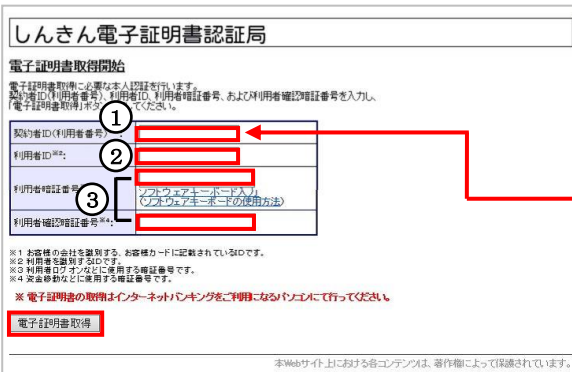 しんきん電子証明書認証局
電子証明書取得開始
電子証明書取得に必要な本人認証を行います。
契約者ID(利用者番号)、利用者ID、利用者暗証番号、および利用者確認暗証番号を入力し、
「電子証明書取得」ボタン
してください。
①
契約者ID(利用者番号)
:
②
利用者ID※2:
利用者暗証番号
③
ソフトウェアキーボード入力
(ソフトウェアキーボードの使用方法)
利用者確認暗証番号※4:
※1 お客様の会社を識別する、お客様カードに記載されているIDです。
※2 利用者を識別するIDです。
※3 利用者ログオンなどに使用する暗証番号です。
※4 資金移動などに使用する暗証番号です。
※ 電子証明書の取得はインターネットバンキングをご利用になるパソコンにて行ってください。
電子証明書取得
本Webサイト上における各コンテンツは、著作権によって保護されています。